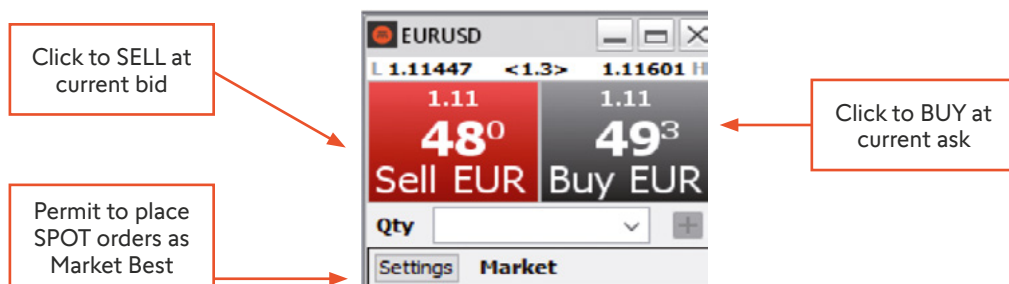 Click to SELL at
current bid
EURUSD
L 1.11447 <1.3> 1.11601 H
1.11
48⁰
Sell EUR
1.11
49³
Buy EUR
Click to BUY at
current ask
Permit to place
SPOT orders as
Market Best
Qty
Settings Market